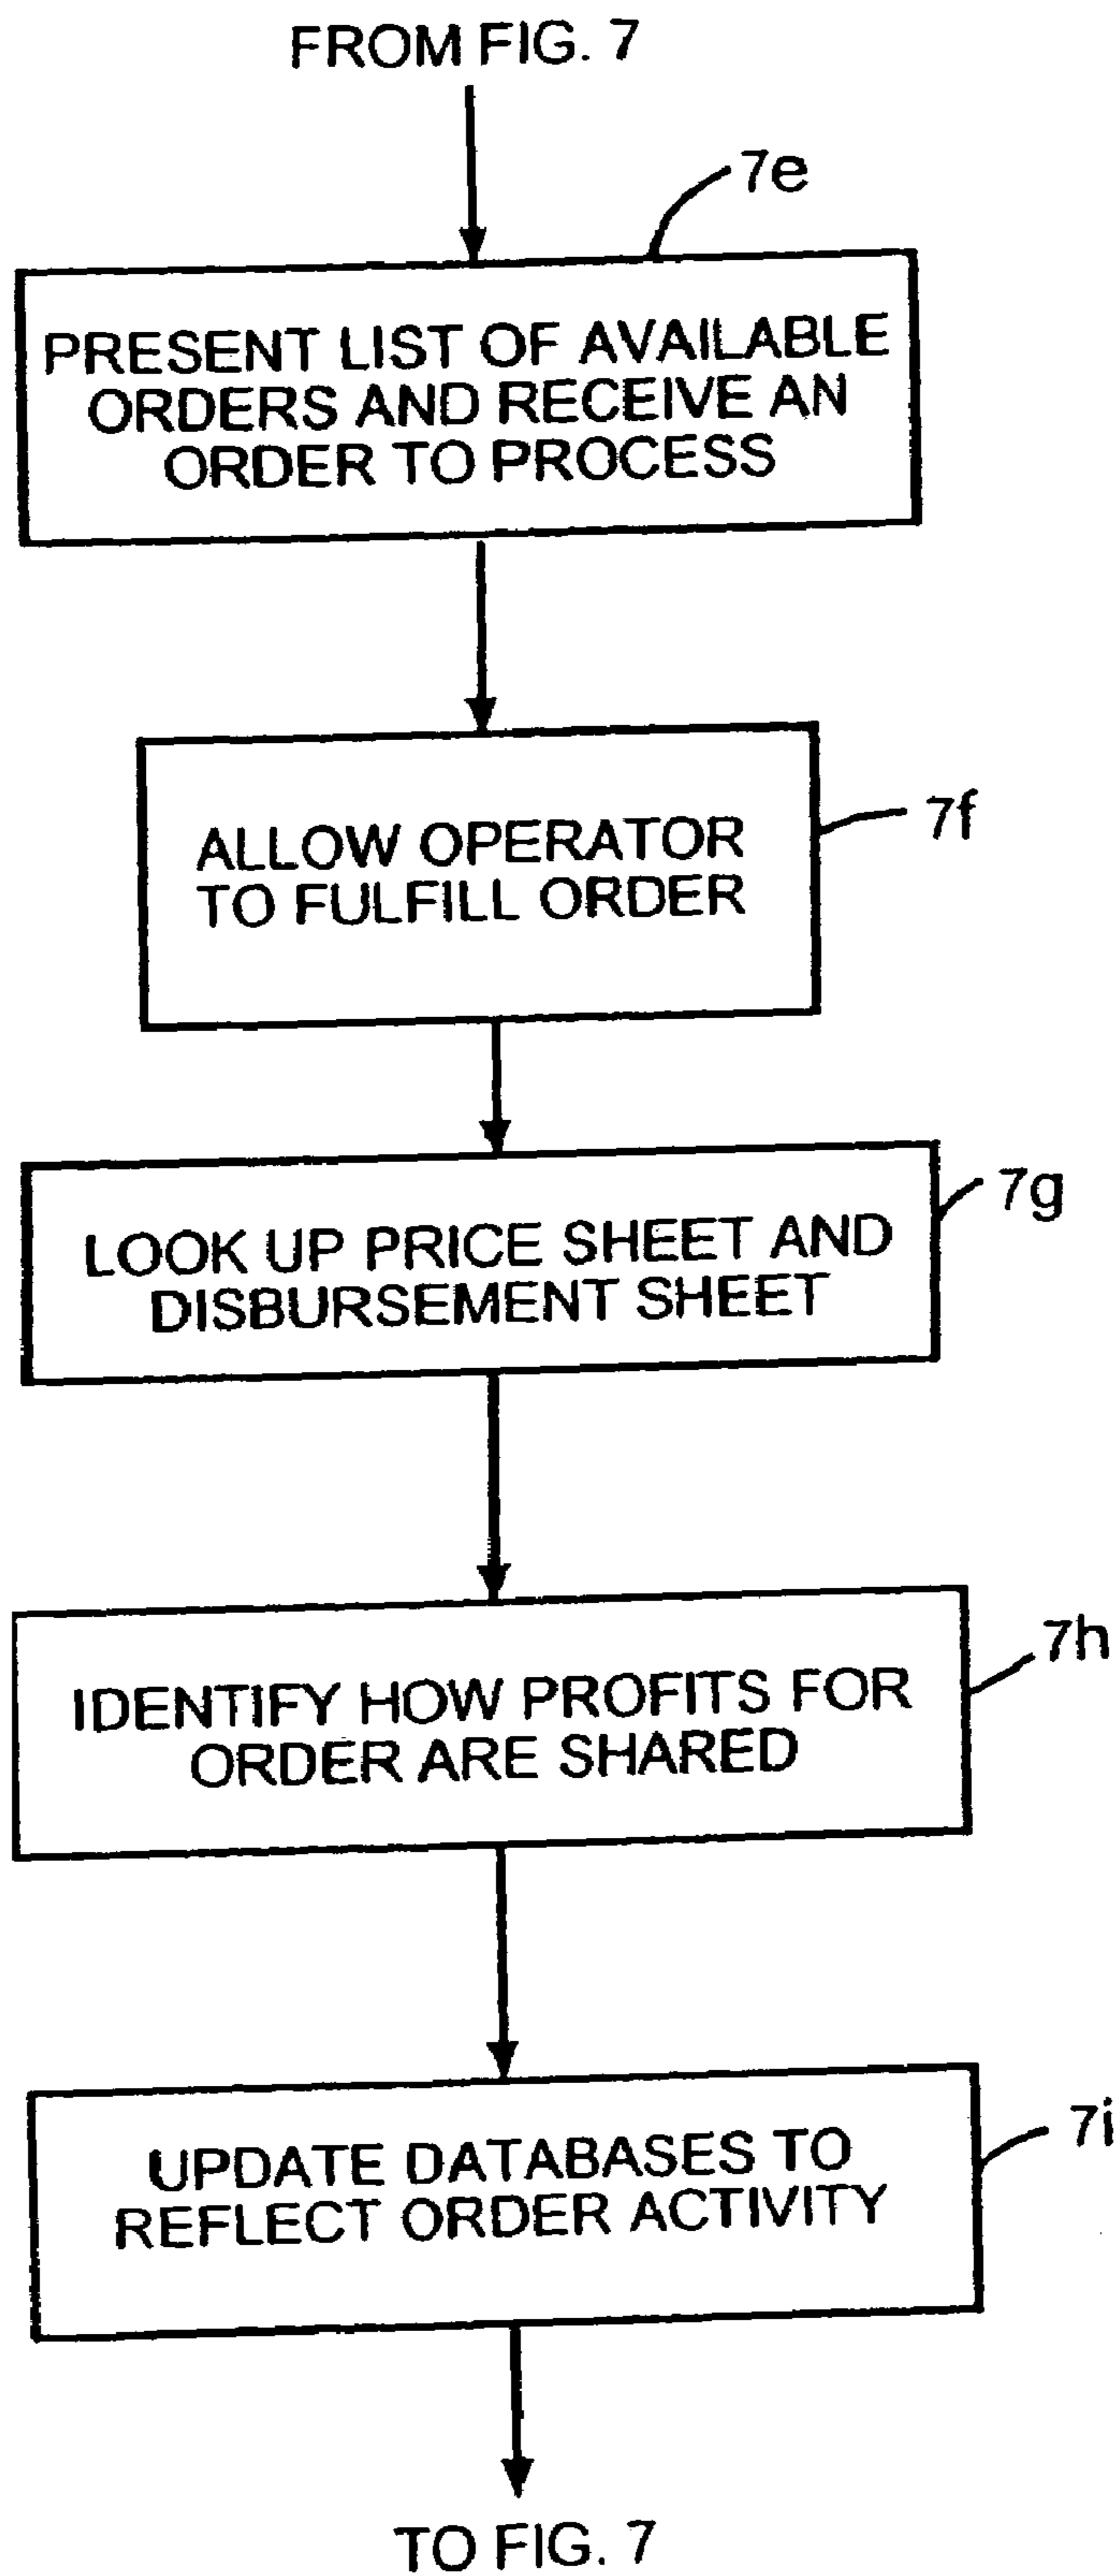 FROM FIG. 7
7e
PRESENT LIST OF AVAILABLE
ORDERS AND RECEIVE AN
ORDER TO PROCESS
7f
ALLOW OPERATOR
TO FULFILL ORDER
7g
LOOK UP PRICE SHEET AND
DISBURSEMENT SHEET
7h
IDENTIFY HOW PROFITS FOR
ORDER ARE SHARED
7i
UPDATE DATABASES TO
REFLECT ORDER ACTIVITY
TO FIG. 7